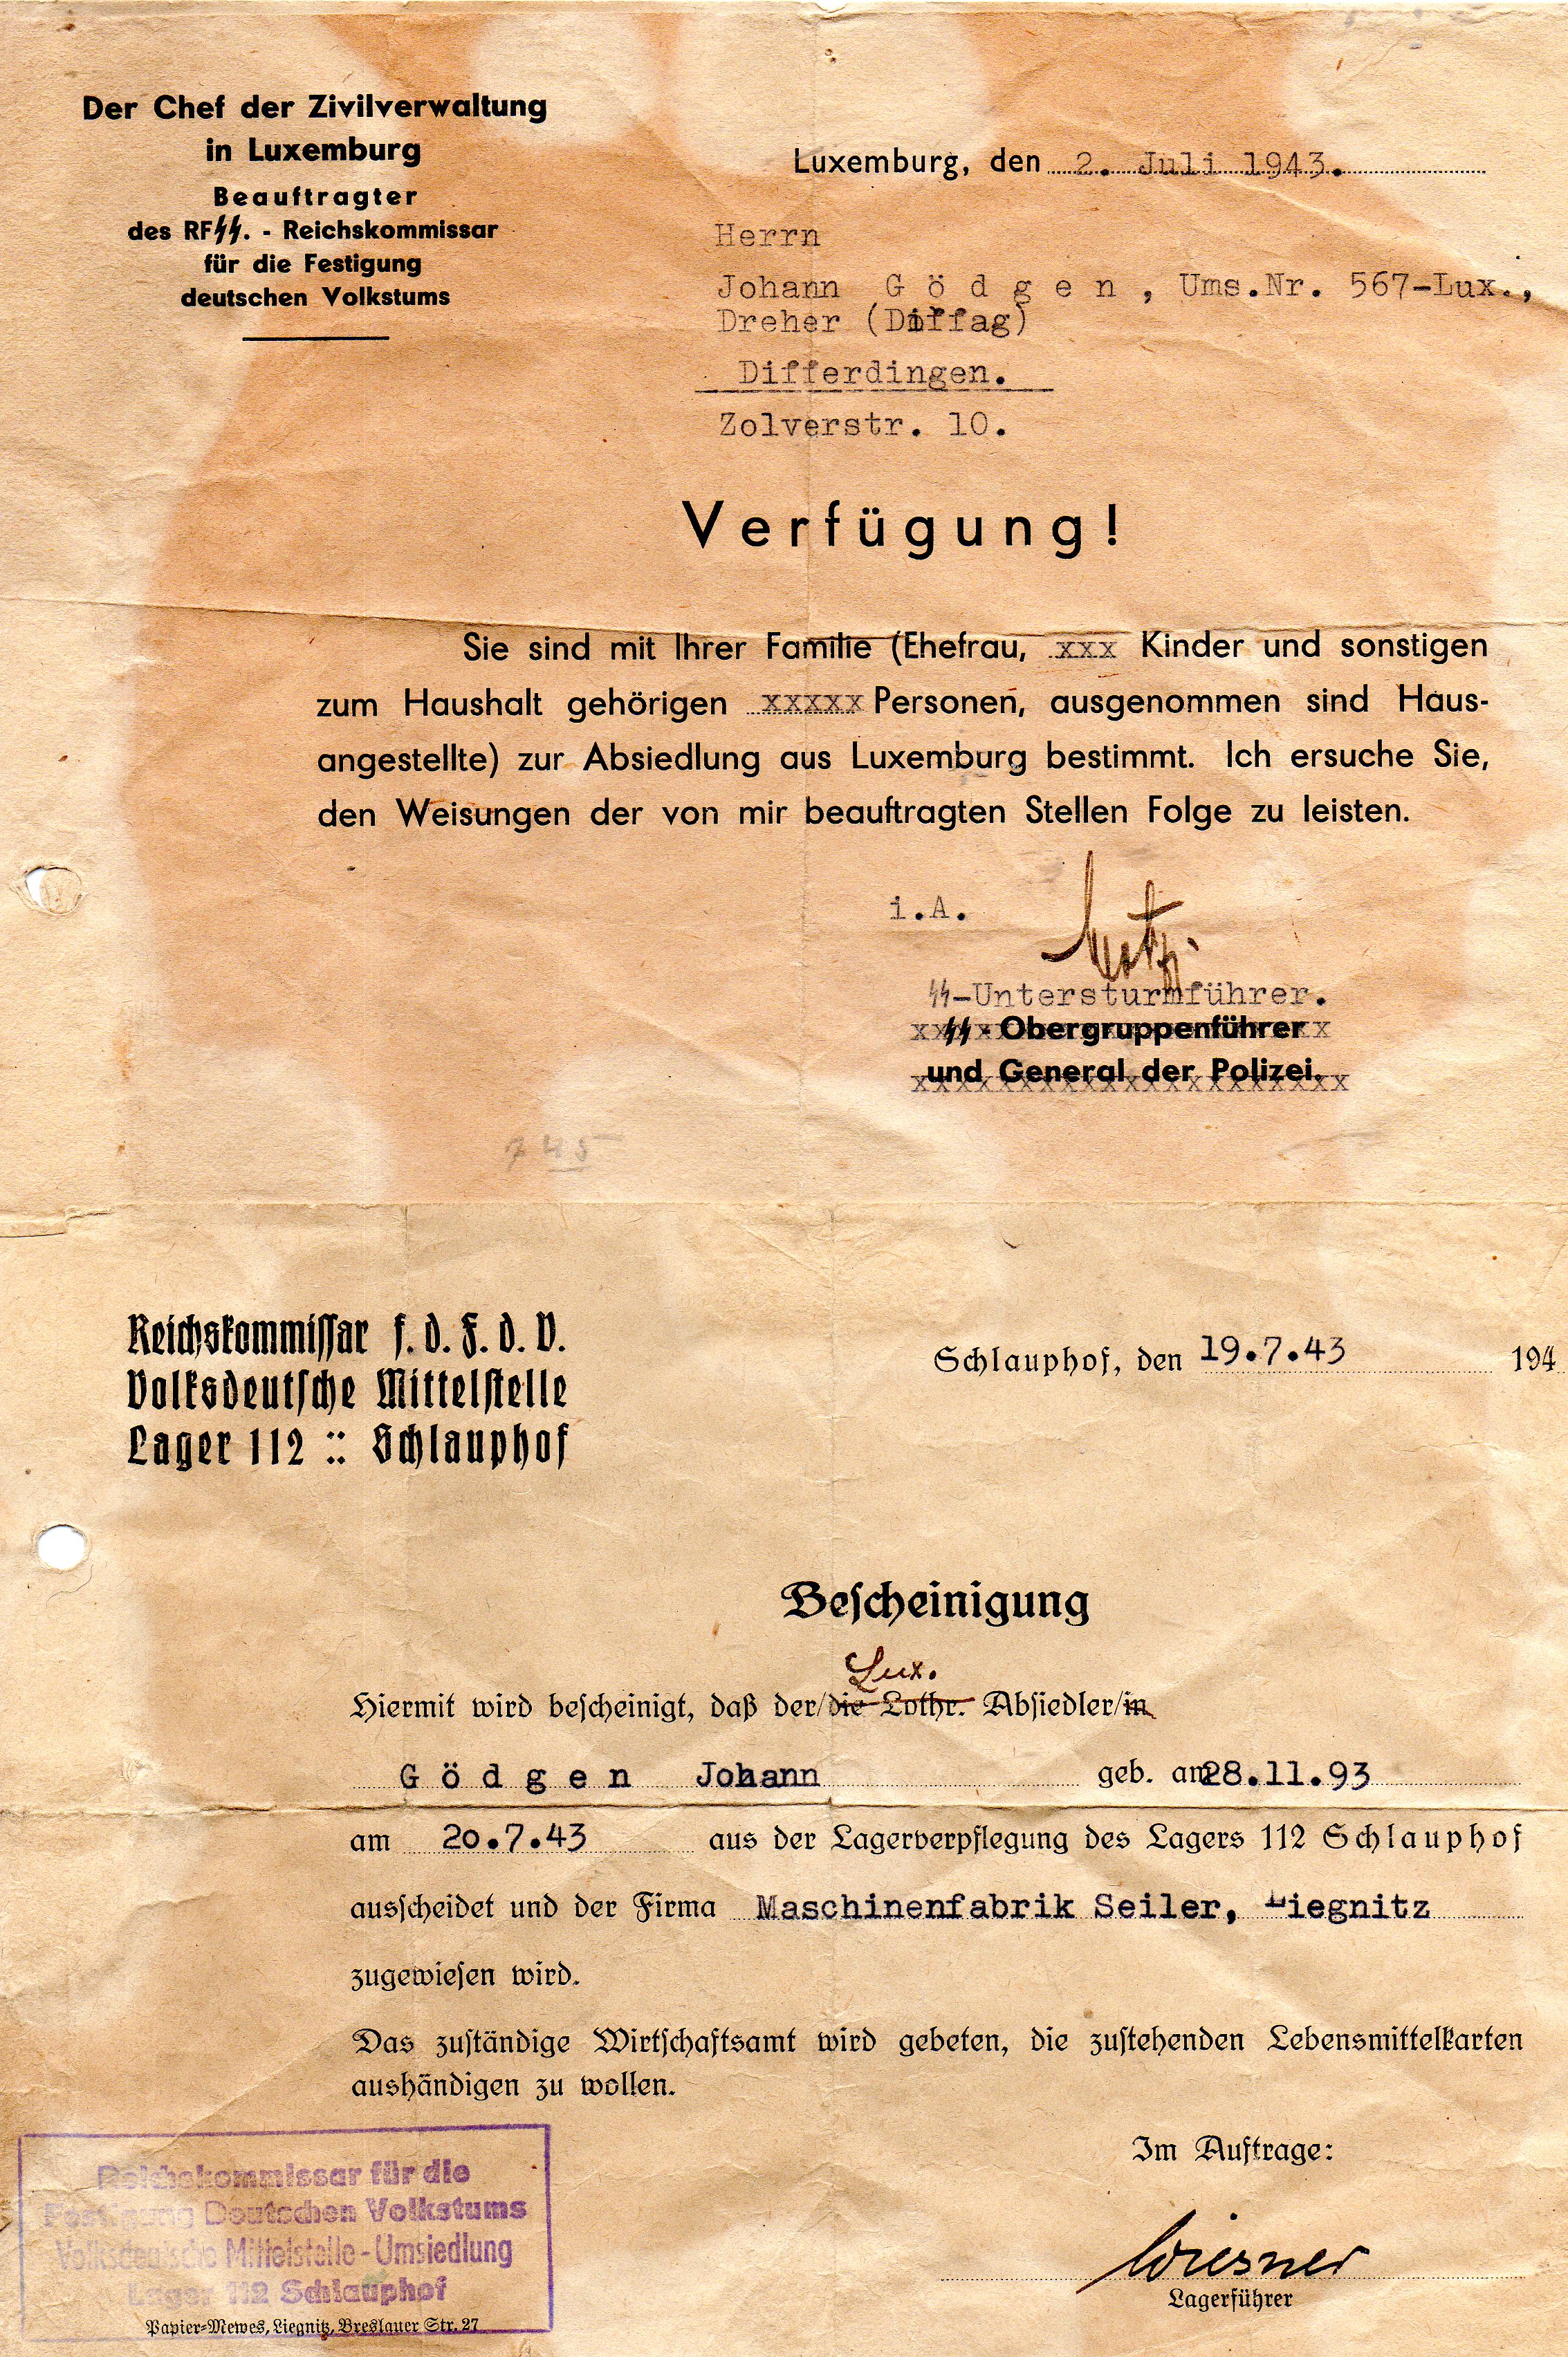 Der Chef der Zivilverwaltung
in Luxemburg
Beauftragter
des RFSS. - Reichskommissar
für die Festigung
deutschen Volkstums
Luxemburg, den 2. Juli 1943.
Herrn
Johann G ö d g e n , Ums.Nr. 567-Lux.,
Dreher (Diffag)
Differdingen.
Zolverstr. 10.
Verfügung!
Sie sind mit Ihrer Familie (Ehefrau, xxx Kinder und sonstigen
zum Haushalt gehörigen xxxxx Personen, ausgenommen sind Haus-
angestellte) zur Absiedlung aus Luxemburg bestimmt. Ich ersuche Sie,
den Weisungen der von mir beauftragten Stellen Folge zu leisten.
i.A.
SS-Untersturmführer.
SS - Obergruppenführer
und General der Polizei.
745
Reichskommissar f. d. F. d. V.
Volksdeutsche Mittelstelle
Lager 112 :: Schlauphof
Schlauphof, den 19.7.43 194
Bescheinigung
Lux.
Hiermit wird bescheinigt, daß der/die Lothr. Absiedler/in
G ö d g e n Johann geb. am 28.11.93
am 20.7.43 aus der Lagerverpflegung des Lagers 112 Schlauphof
ausscheidet und der Firma Maschinenfabrik Seiler, Liegnitz
zugewiesen wird.
Das zuständige Wirtschaftsamt wird gebeten, die zustehenden Lebensmittelkarten
aushändigen zu wollen.
Im Auftrage:
Wiesner
Lagerführer
Reichskommissar für die
Festigung Deutschen Volkstums
Volksdeutsche Mittelstelle - Umsiedlung
Lager 112 Schlauphof
Papier-Mewes, Liegnitz, Breslauer Str. 27